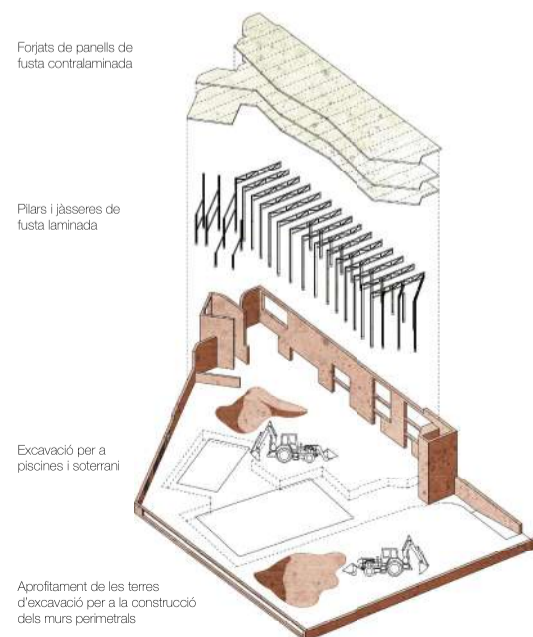 Forjats de panells de
fusta contralaminada
Pilars i jàsseres de
fusta laminada
Excavació per a
piscines i soterrani
Aprofitament de les terres
d'excavació per a la construcció
dels murs perimetrals